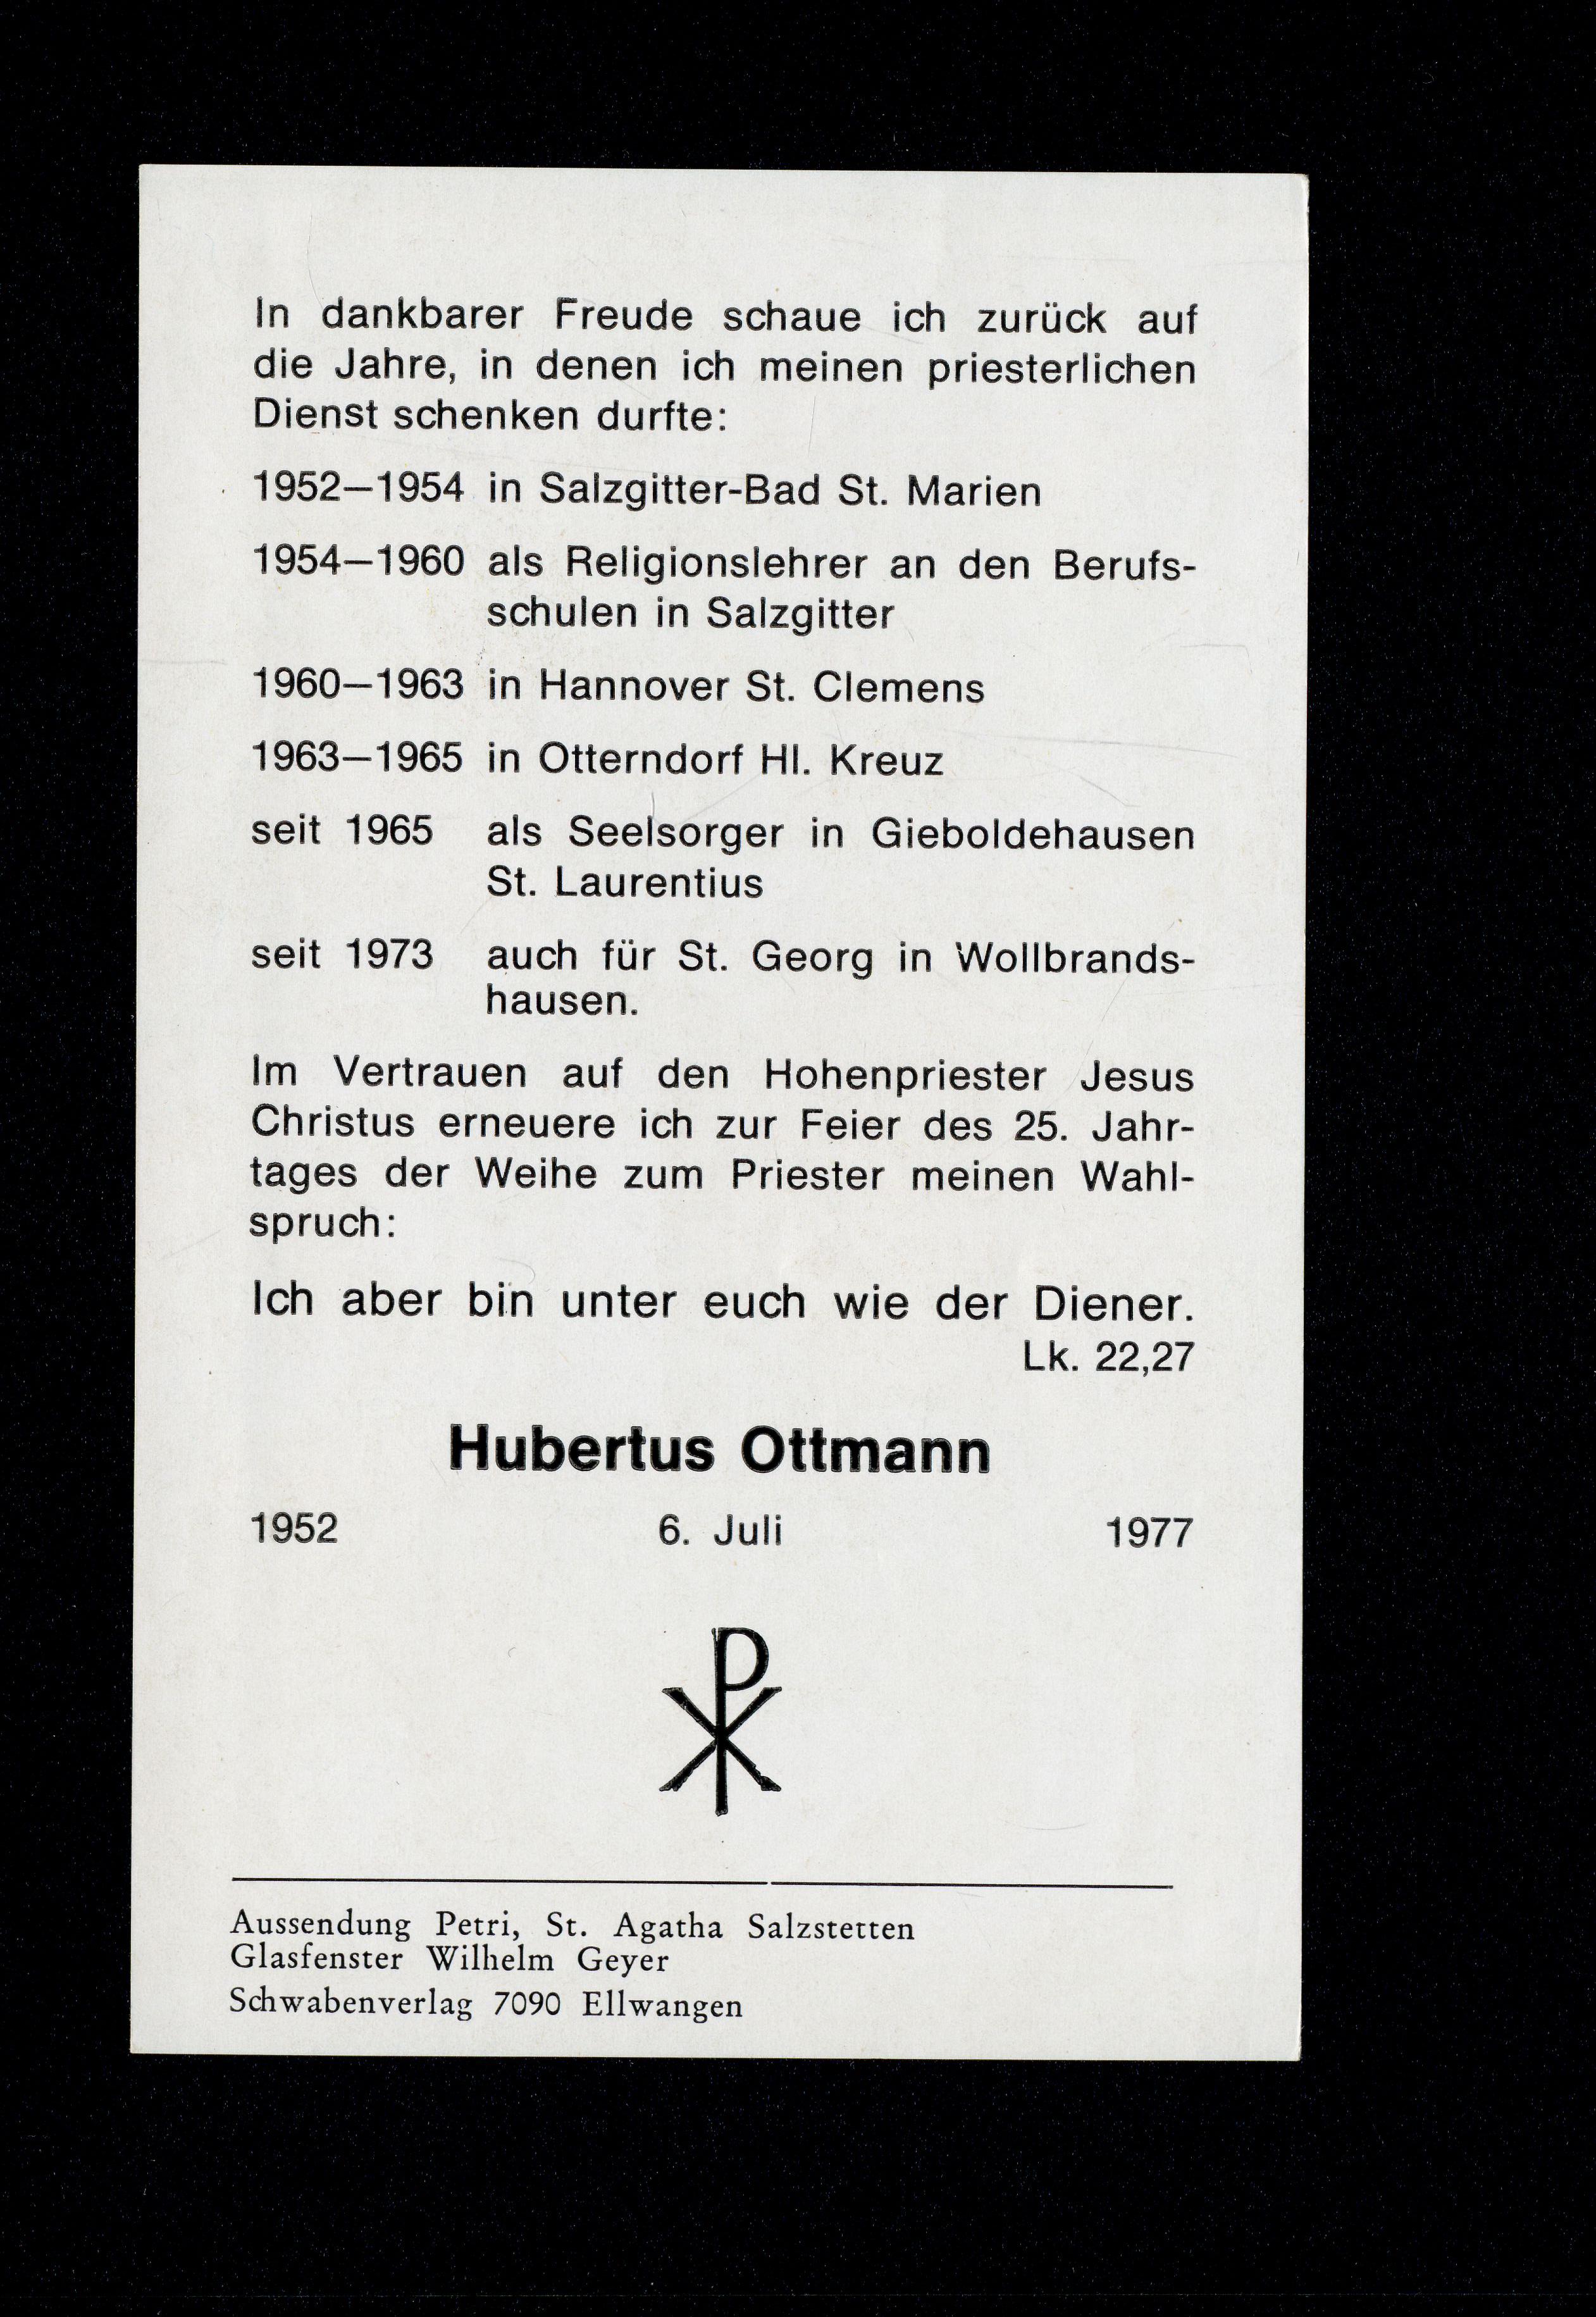 In dankbarer Freude schaue ich zurück auf
die Jahre, in denen ich meinen priesterlichen
Dienst schenken durfte:
1952–1954 in Salzgitter-Bad St. Marien
1954–1960 als Religionslehrer an den Berufs-
schulen in Salzgitter
1960–1963 in Hannover St. Clemens
1963–1965 in Otterndorf Hl. Kreuz
seit 1965 als Seelsorger in Gieboldehausen
St. Laurentius
seit 1973 auch für St. Georg in Wollbrands-
hausen.
Im Vertrauen auf den Hohenpriester Jesus
Christus erneuere ich zur Feier des 25. Jahr-
tages der Weihe zum Priester meinen Wahl-
spruch:
Ich aber bin unter euch wie der Diener.
Lk. 22,27
Hubertus Ottmann
1952 6. Juli 1977
Aussendung Petri, St. Agatha Salzstetten
Glasfenster Wilhelm Geyer
Schwabenverlag 7090 Ellwangen